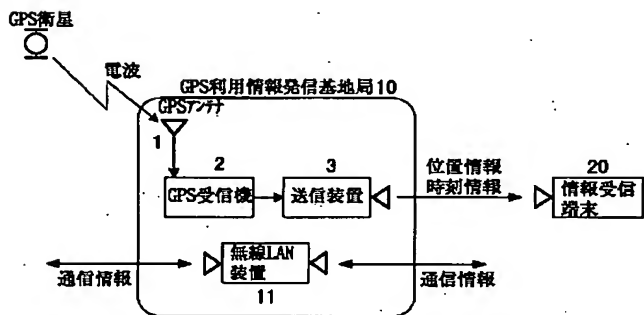 GPS衛星
電波
GPS利用情報発信基地局10
GPSアンテナ
1
2
3
GPS受信機
送信装置
位置情報
時刻情報
20
情報受信
端末
無線LAN
装置
11
通信情報
通信情報